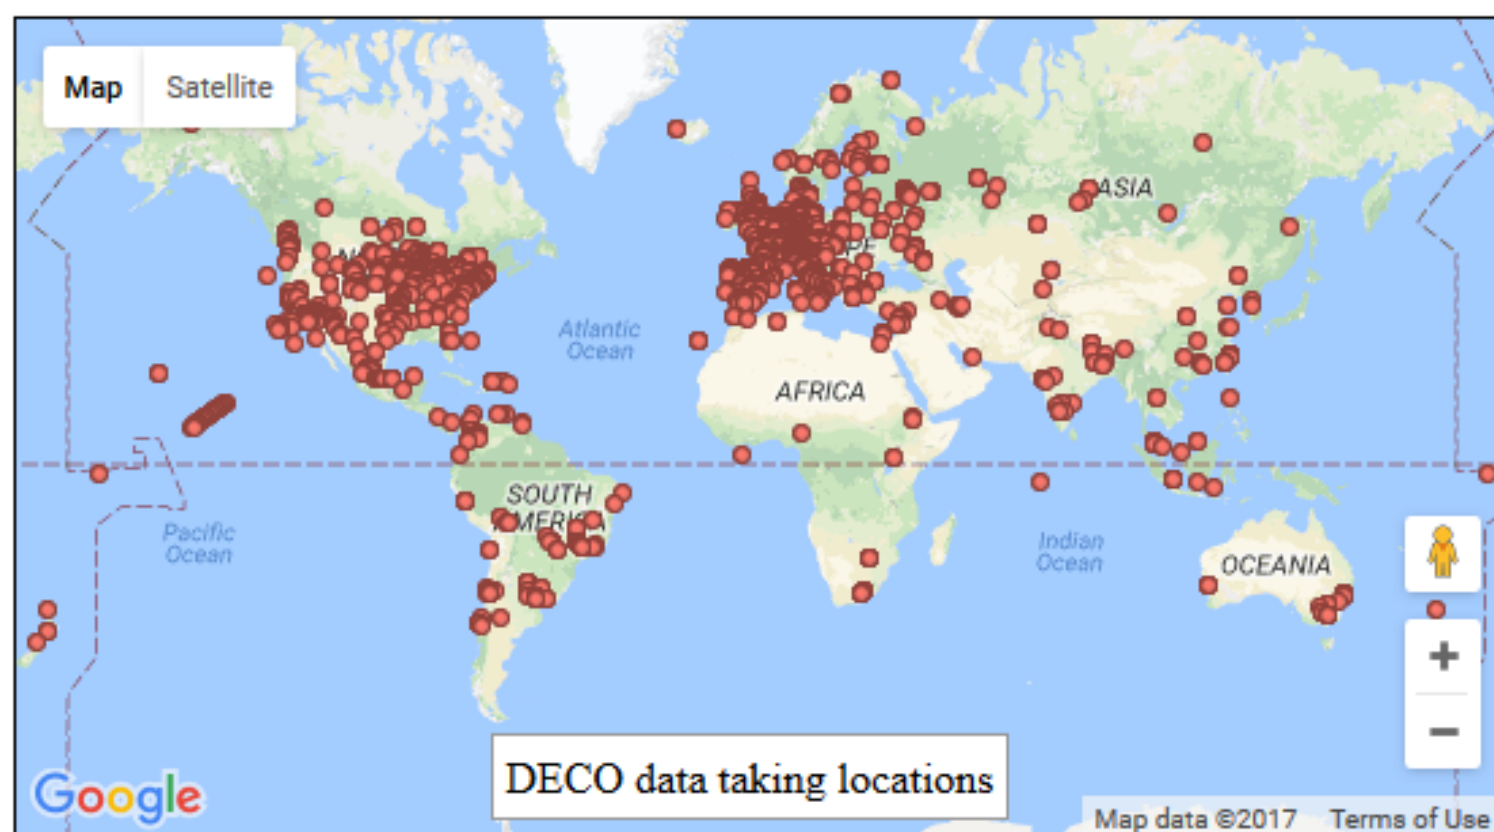 Map Satellite
ASIA
Atlantic
Ocean
AFRICA
SOUTH
AMERICA
Pacific
Ocean
Indian
Ocean
OCEANIA
DECO data taking locations
Google
Map data ©2017 Terms of Use